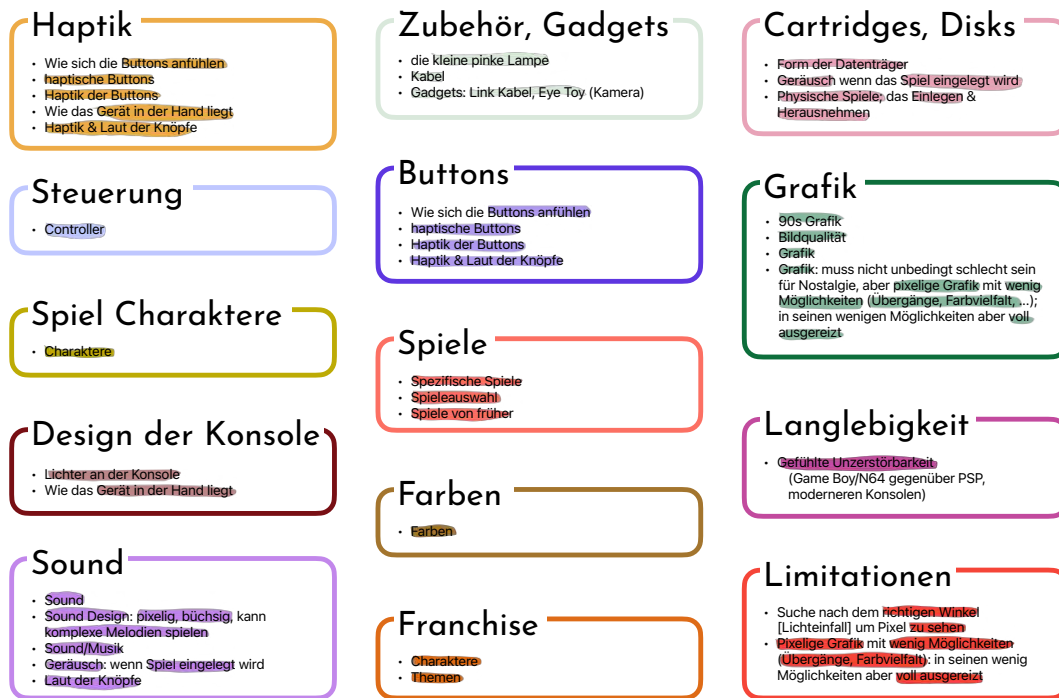 Haptik
• Wie sich die Buttons anfühlen
• haptische Buttons
• Haptik der Buttons
• Wie das Gerät in der Hand liegt
• Haptik & Laut der Knöpfe
Steuerung
• Controller
Spiel Charaktere
• Charaktere
Design der Konsole
• Lichter an der Konsole
• Wie das Gerät in der Hand liegt
Sound
• Sound
• Sound Design: pixelig, büchsig, kann
komplexe Melodien spielen
• Sound/Musik
• Geräusch: wenn Spiel eingelegt wird
• Laut der Knöpfe
Zubehör, Gadgets
• die kleine pinke Lampe
• Kabel
• Gadgets: Link Kabel, Eye Toy (Kamera)
Buttons
• Wie sich die Buttons anfühlen
• haptische Buttons
• Haptik der Buttons
• Haptik & Laut der Knöpfe
Spiele
• Spezifische Spiele
• Spieleauswahl
• Spiele von früher
Farben
• Farben
Franchise
• Charaktere
• Themen
Cartridges, Disks
• Form der Datenträger
• Geräusch wenn das Spiel eingelegt wird
• Physische Spiele; das Einlegen &
Herausnehmen
Grafik
• 90s Grafik
• Bildqualität
• Grafik
• Grafik: muss nicht unbedingt schlecht sein
für Nostalgie, aber pixelige Grafik mit wenig
Möglichkeiten (Übergänge, Farbvielfalt, ...);
in seinen wenigen Möglichkeiten aber voll
ausgereizt
Langlebigkeit
• Gefühlte Unzerstörbarkeit
(Game Boy/N64 gegenüber PSP,
moderneren Konsolen)
Limitationen
• Suche nach dem richtigen Winkel
[Lichteinfall] um Pixel zu sehen
• Pixelige Grafik mit wenig Möglichkeiten
(Übergänge, Farbvielfalt): in seinen wenig
Möglichkeiten aber voll ausgereizt